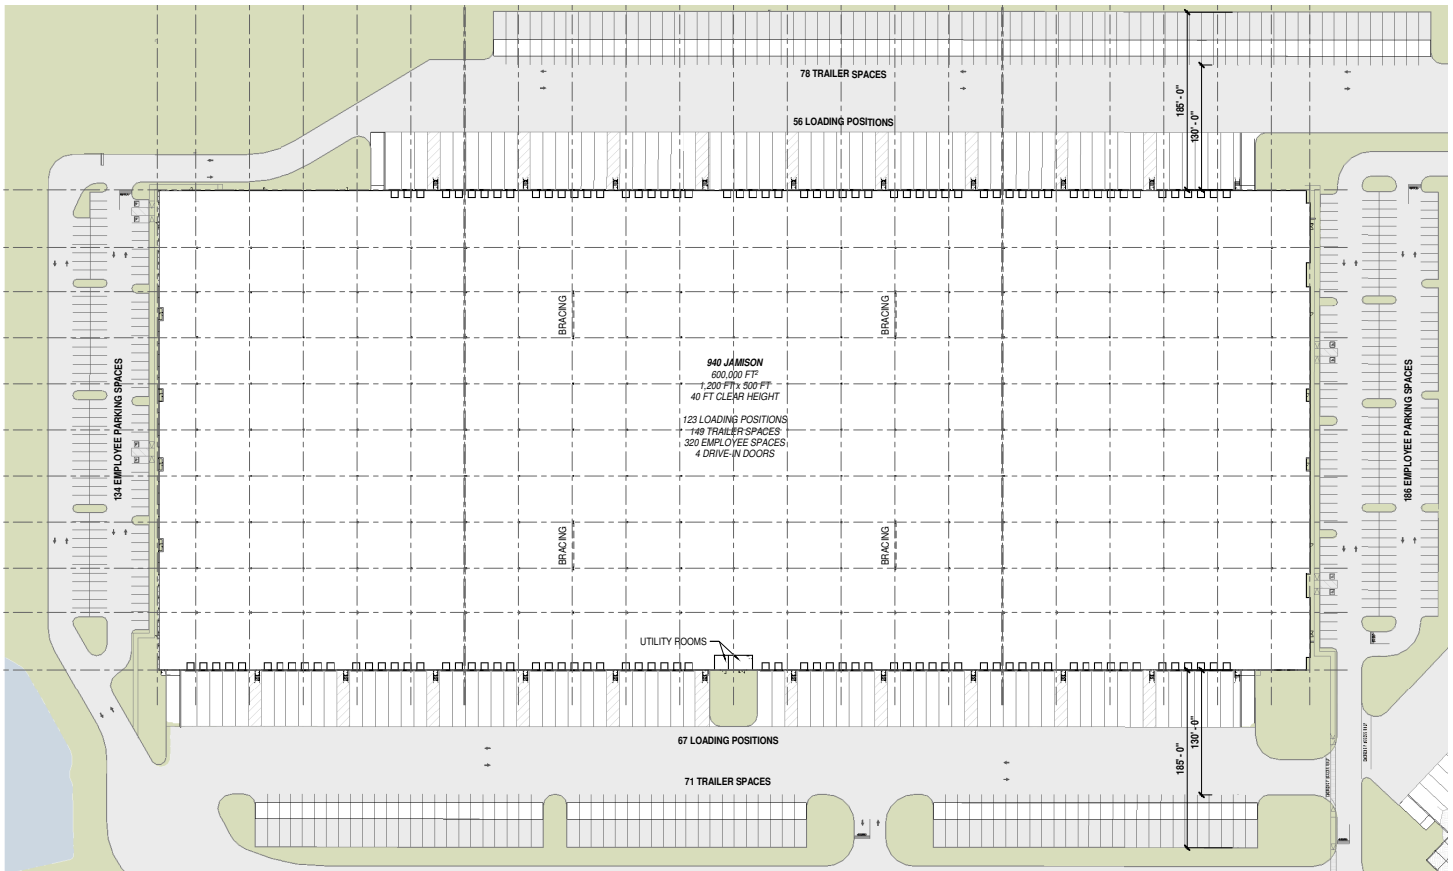 78 TRAILER SPACES
56 LOADING POSITIONS
185' - 0"
130' - 0"
BRACING
BRACING
134 EMPLOYEE PARKING SPACES
940 JAMISON
600,000 FT²
1,200 FT x 500 FT
40 FT CLEAR HEIGHT
123 LOADING POSITIONS
149 TRAILER SPACES
320 EMPLOYEE SPACES
4 DRIVE-IN DOORS
186 EMPLOYEE PARKING SPACES
BRACING
BRACING
UTILITY ROOMS
67 LOADING POSITIONS
71 TRAILER SPACES
185' - 0"
130' - 0"